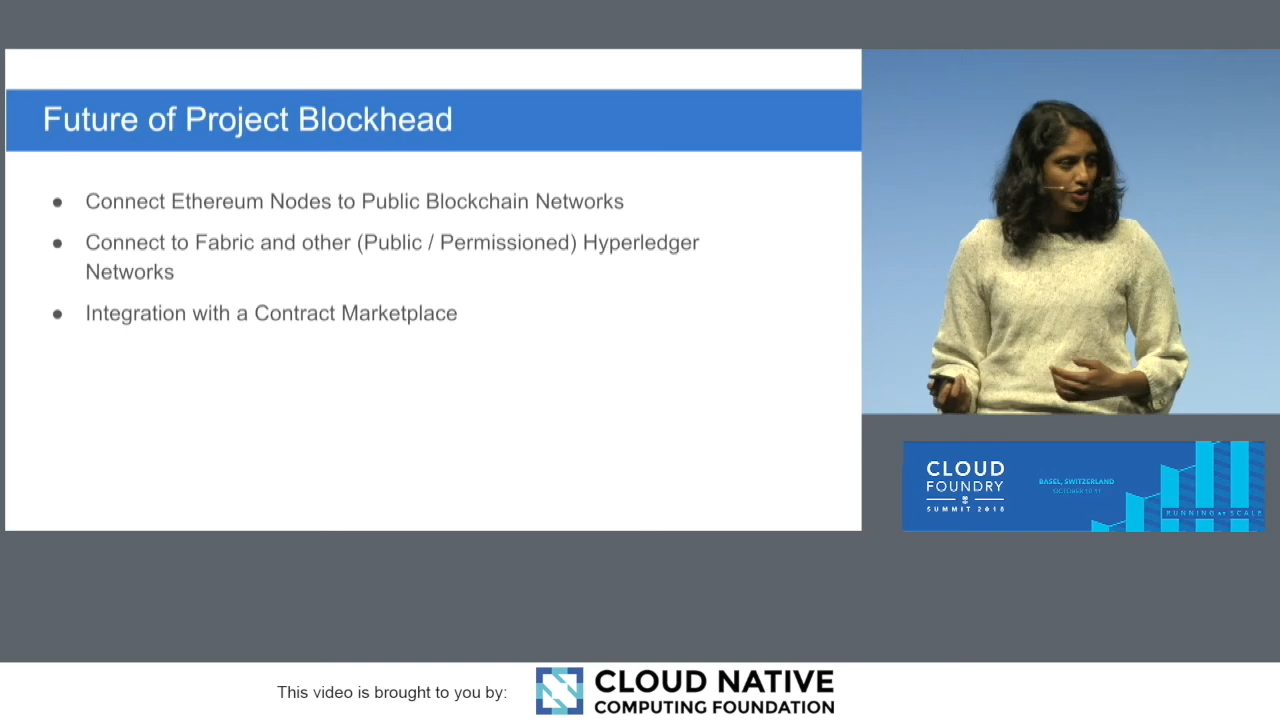 Future of Project Blockhead
● Connect Ethereum Nodes to Public Blockchain Networks
● Connect to Fabric and other (Public / Permissioned) Hyperledger
Networks
● Integration with a Contract Marketplace
CLOUD
FOUNDRY
SUMMIT 2018
BASEL, SWITZERLAND
OCTOBER 10-11
RUNNING AT SCALE
This video is brought to you by:
CLOUD NATIVE
COMPUTING FOUNDATION